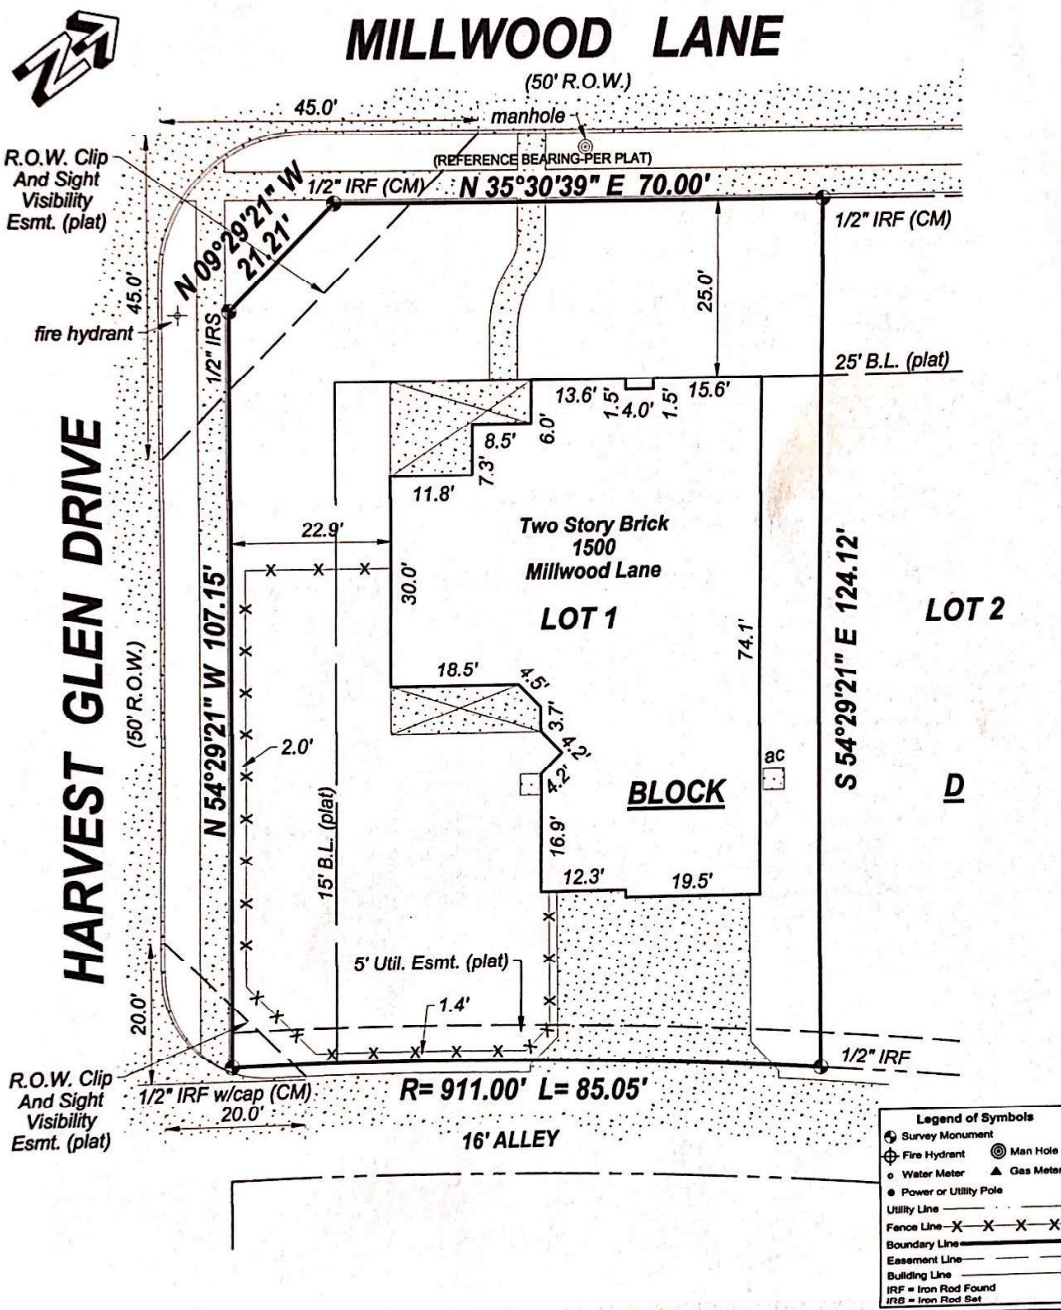 N
MILLWOOD LANE
(50' R.O.W.)
45.0'
manhole
R.O.W. Clip
And Sight
Visibility
Esmt. (plat)
(REFERENCE BEARING-PER PLAT)
1/2" IRF (CM)
N 35°30'39" E 70.00'
1/2" IRF (CM)
N 09°29'21" W
21.21'
45.0'
25.0'
fire hydrant
1/2" IRS
25' B.L. (plat)
13.6'
1.5'
4.0'
1.5'
15.6'
8.5'
6.0'
7.3'
11.8'
HARVEST GLEN DRIVE
(50' R.O.W.)
22.9'
Two Story Brick
1500
Millwood Lane
30.0'
LOT 1
LOT 2
N 54°29'21" W 107.15'
S 54°29'21" E 124.12'
74.1'
18.5'
4.5'
3.7'
4.2'
4.2'
2.0'
ac
BLOCK
D
15' B.L. (plat)
16.9'
12.3'
19.5'
5' Util. Esmt. (plat)
1.4'
20.0'
1/2" IRF
R.O.W. Clip
And Sight
Visibility
Esmt. (plat)
1/2" IRF w/cap (CM)
20.0'
R= 911.00' L= 85.05'
16' ALLEY
Legend of Symbols
Survey Monument
Fire Hydrant Man Hole
Water Meter Gas Meter
Power or Utility Pole
Utility Line
Fence Line X X X X
Boundary Line
Easement Line
Building Line
IRF = Iron Rod Found
IRS = Iron Rod Set